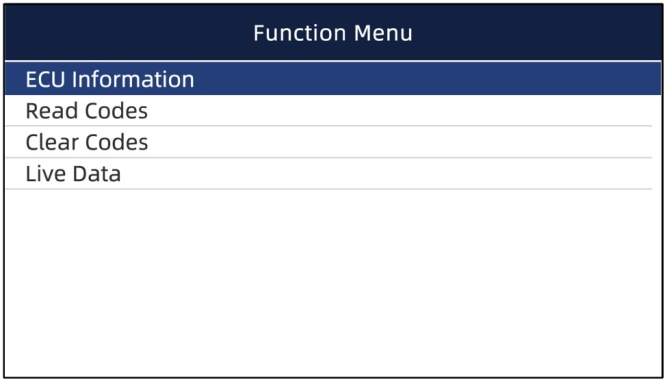 Function Menu
ECU Information
Read Codes
Clear Codes
Live Data